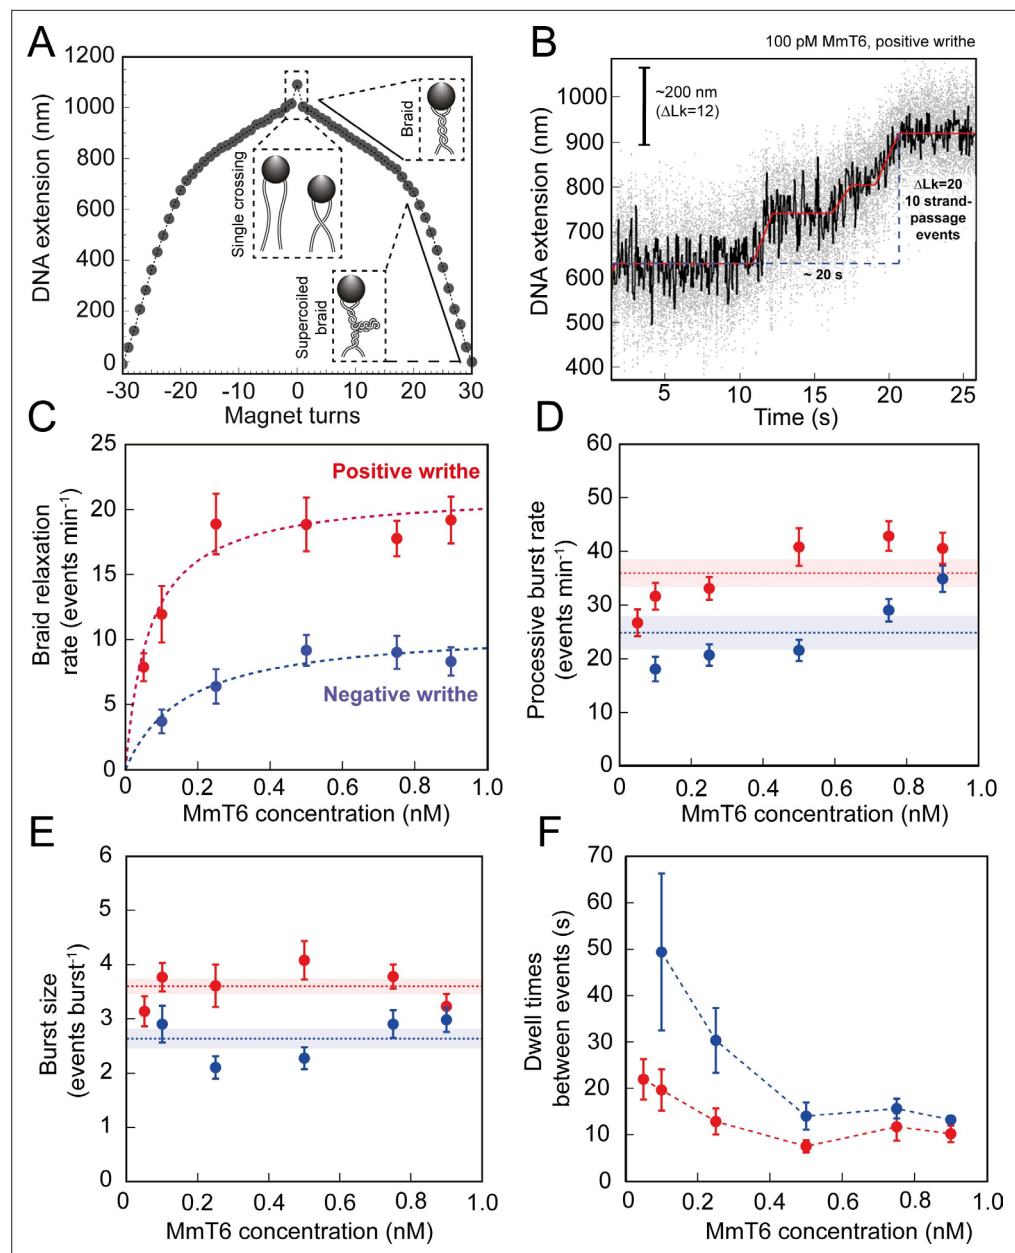 A
DNA extension (nm)
1200
1000
800
600
400
200
0
-30
-20
-10
0
10
20
30
Magnet turns
Single crossing
Braid
Supercoiled
braid
B
100 pM MmT6, positive writhe
DNA extension (nm)
1000
900
800
700
600
500
400
~200 nm
(ΔLk=12)
ΔLk=20
10 strand-
passage
events
~ 20 s
5
10
15
20
25
Time (s)
C
Braid relaxation
rate (events min-1)
25
20
15
10
5
0
Positive writhe
Negative writhe
0
0.2
0.4
0.6
0.8
1.0
MmT6 concentration (nM)
D
Processive burst rate
(events min-1)
60
50
40
30
20
10
0
0
0.2
0.4
0.6
0.8
1.0
MmT6 concentration (nM)
E
Burst size
(events burst-1)
6
5
4
3
2
1
0
0
0.2
0.4
0.6
0.8
1.0
MmT6 concentration (nM)
F
Dwell times
between events (s)
70
60
50
40
30
20
10
0
0
0.2
0.4
0.6
0.8
1.0
MmT6 concentration (nM)